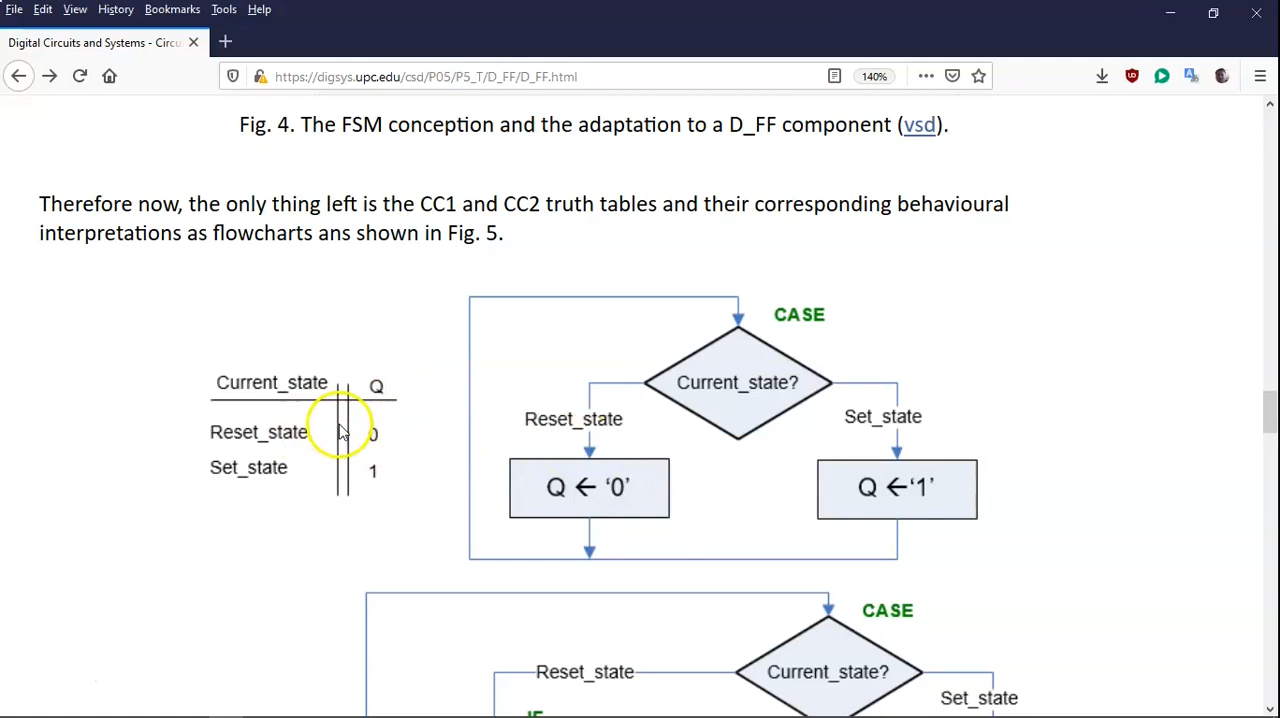 File Edit View History Bookmarks Tools Help
Digital Circuits and Systems - Circu
https://digsys.upc.edu/csd/P05/P5_T/D_FF/D_FF.html
140%
Fig. 4. The FSM conception and the adaptation to a D_FF component (vsd).
Therefore now, the only thing left is the CC1 and CC2 truth tables and their corresponding behavioural
interpretations as flowcharts ans shown in Fig. 5.
Current_state Q
Reset_state 0
Set_state 1
CASE
Current_state?
Reset_state
Set_state
Q ← ‘0’
Q ←‘1’
CASE
Current_state?
Reset_state
Set_state
IF